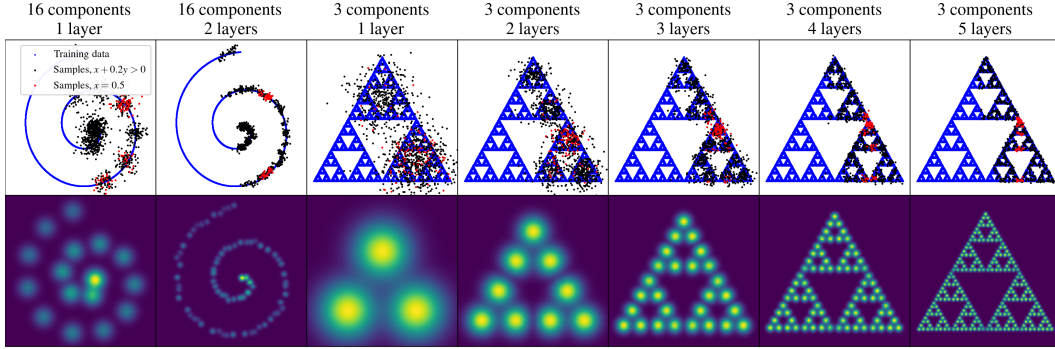 16 components
1 layer
16 components
2 layers
3 components
1 layer
3 components
2 layers
3 components
3 layers
3 components
4 layers
3 components
5 layers
Training data
Samples, x + 0.2y > 0
Samples, x = 0.5